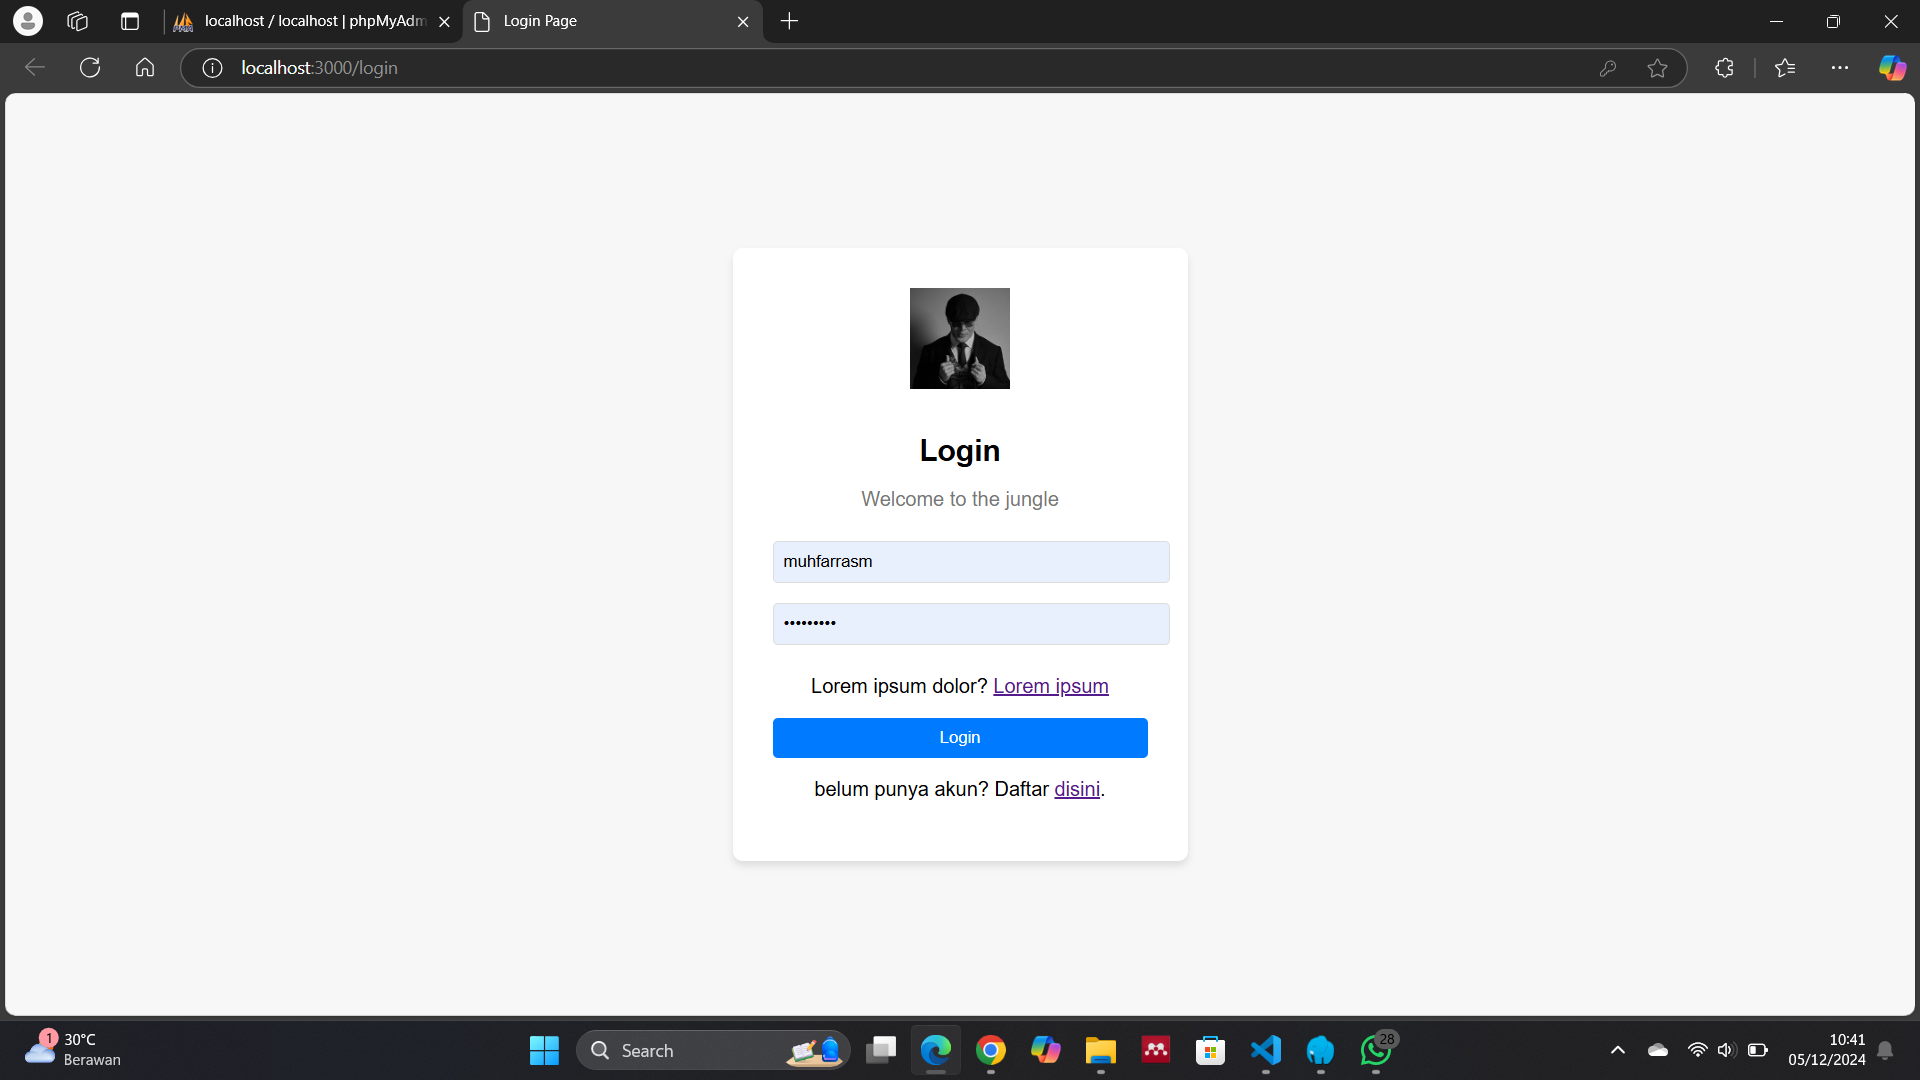 localhost / localhost | phpMyAdm
Login Page
localhost:3000/login
Login
Welcome to the jungle
muhfarrasm
•••••••••
Lorem ipsum dolor? Lorem ipsum
Login
belum punya akun? Daftar disini.
1
30°C
Berawan
Search
28
10:41
05/12/2024